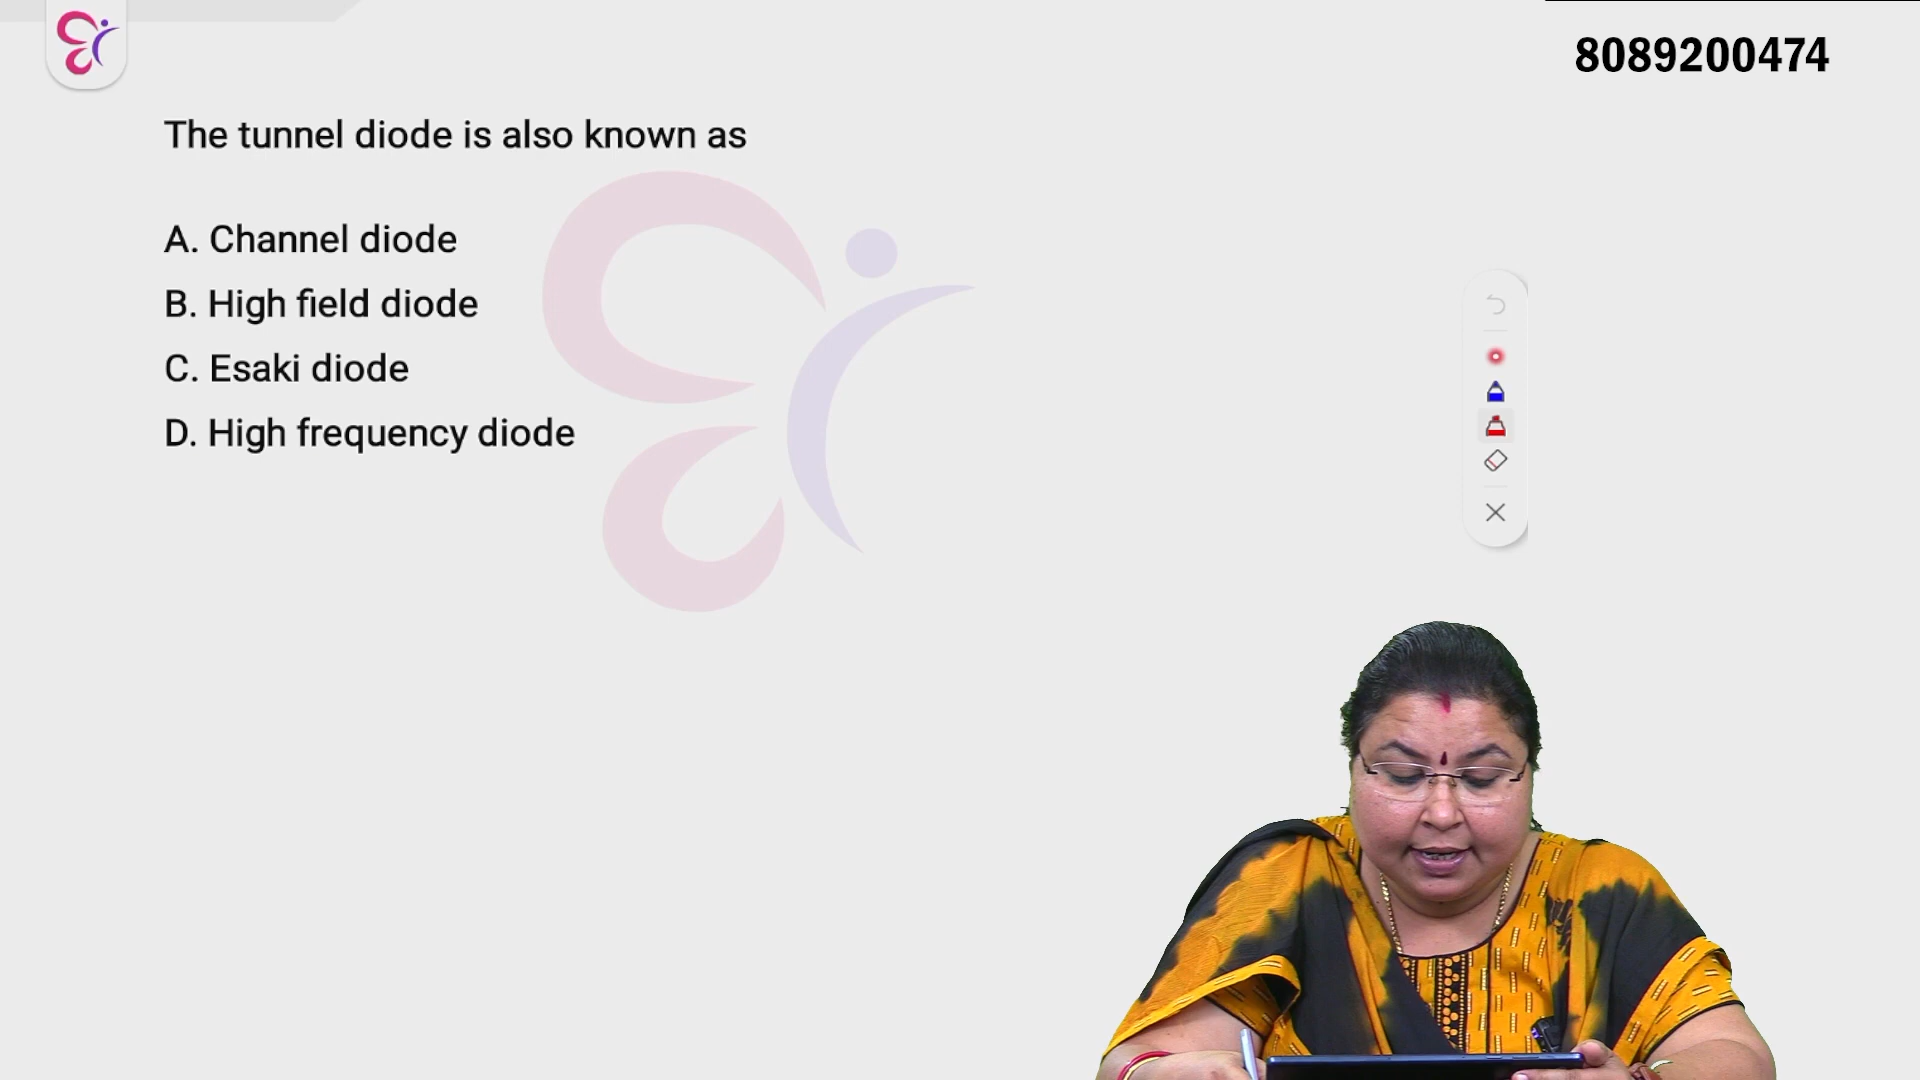 8089200474
The tunnel diode is also known as
A. Channel diode
B. High field diode
C. Esaki diode
D. High frequency diode